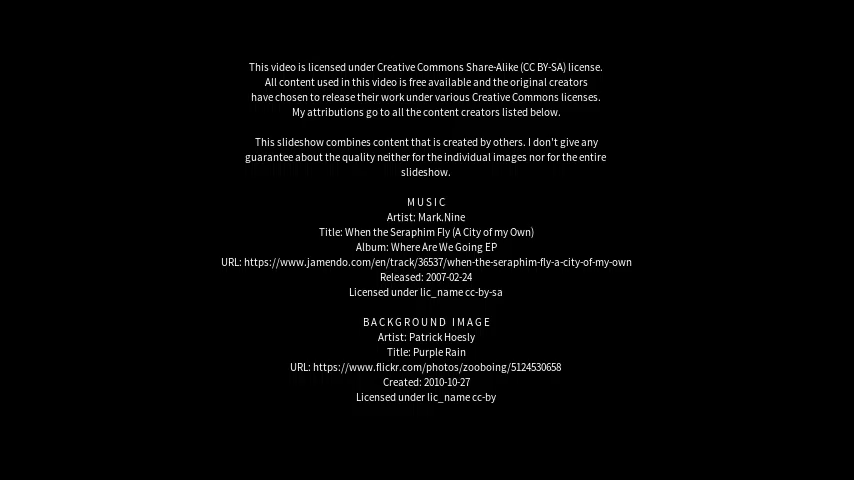 This video is licensed under Creative Commons Share-Alike (CC BY-SA) license.
All content used in this video is free available and the original creators
have chosen to release their work under various Creative Commons licenses.
My attributions go to all the content creators listed below.
This slideshow combines content that is created by others. I don't give any
guarantee about the quality neither for the individual images nor for the entire
slideshow.
MUSIC
Artist: Mark.Nine
Title: When the Seraphim Fly (A City of my Own)
Album: Where Are We Going EP
URL: https://www.jamendo.com/en/track/36537/when-the-seraphim-fly-a-city-of-my-own
Released: 2007-02-24
Licensed under lic_name cc-by-sa
BACKGROUND IMAGE
Artist: Patrick Hoesly
Title: Purple Rain
URL: https://www.flickr.com/photos/zooboing/5124530658
Created: 2010-10-27
Licensed under lic_name cc-by